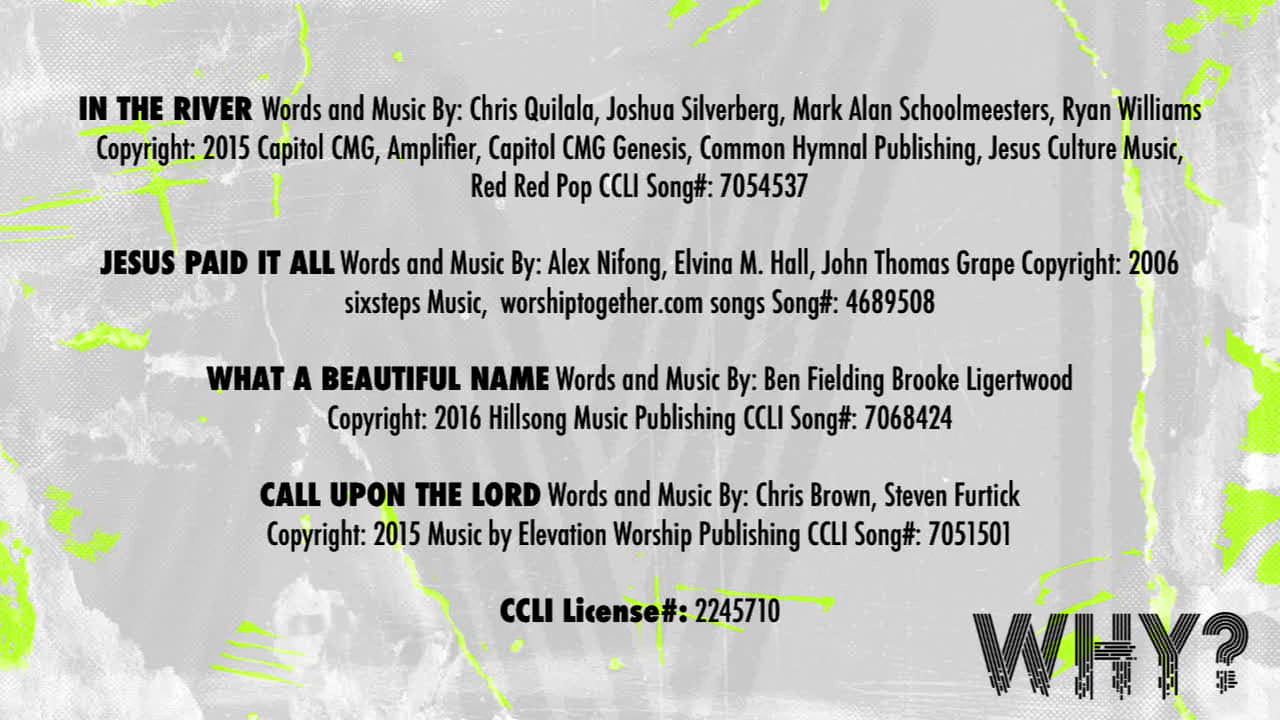 IN THE RIVER Words and Music By: Chris Quilala, Joshua Silverberg, Mark Alan Schoolmeesters, Ryan Williams
Copyright: 2015 Capitol CMG, Amplifier, Capitol CMG Genesis, Common Hymnal Publishing, Jesus Culture Music,
Red Red Pop CCLI Song#: 7054537
JESUS PAID IT ALL Words and Music By: Alex Nifong, Elvina M. Hall, John Thomas Grape Copyright: 2006
sixsteps Music, worshiptogether.com songs Song#: 4689508
WHAT A BEAUTIFUL NAME Words and Music By: Ben Fielding Brooke Ligertwood
Copyright: 2016 Hillsong Music Publishing CCLI Song#: 7068424
CALL UPON THE LORD Words and Music By: Chris Brown, Steven Furtick
Copyright: 2015 Music by Elevation Worship Publishing CCLI Song#: 7051501
CCLI License#: 2245710
WHY?